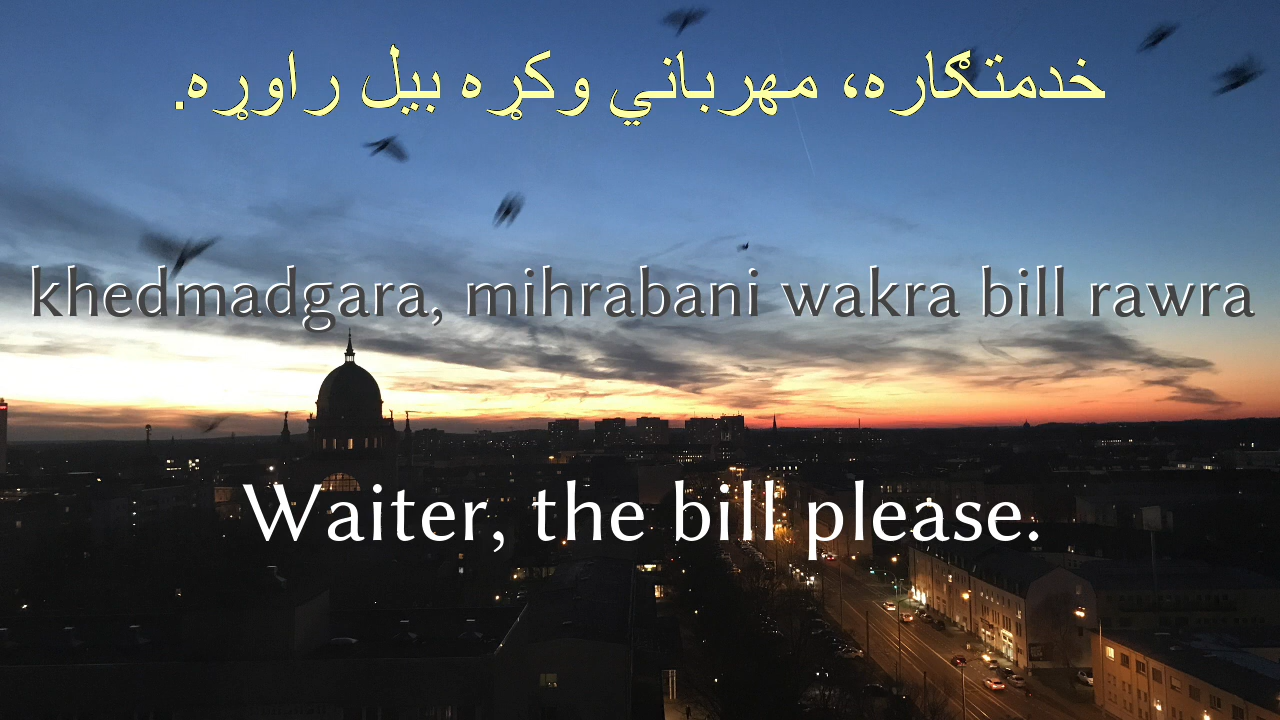 خدمتګاره، مهرباني وکړه بیل راوړه.
khedmadgara, mihrabani wakra bill rawra
Waiter, the bill please.